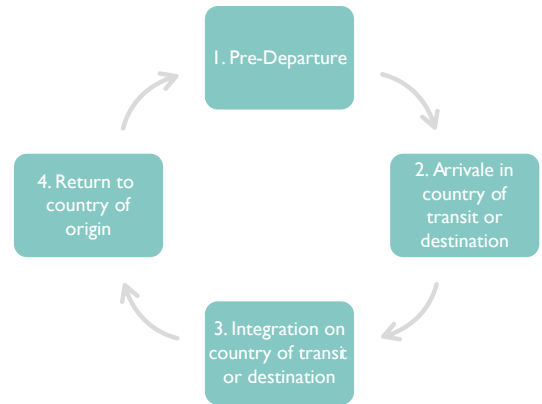 1. Pre-Departure
2. Arrivale in
country of
transit or
destination
3. Integration on
country of transit
or destination
4. Return to
country of
origin